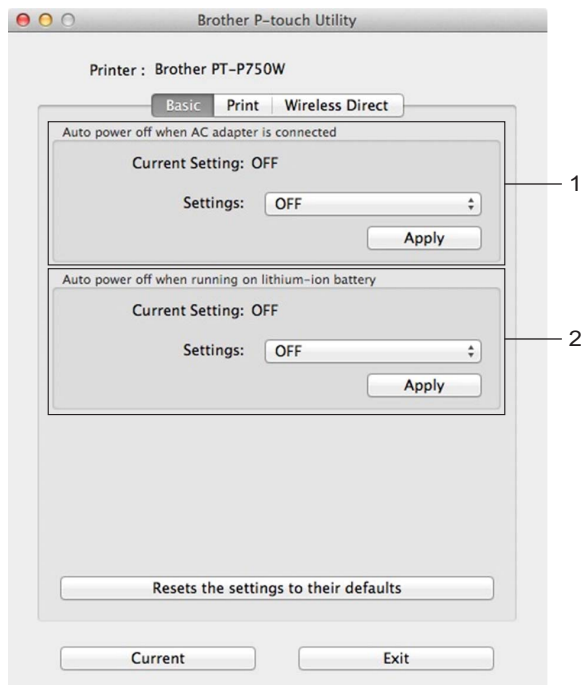 Brother P-touch Utility
Printer : Brother PT-P750W
Basic Print Wireless Direct
Auto power off when AC adapter is connected
Current Setting: OFF
1
Settings: OFF
Apply
Auto power off when running on lithium-ion battery
Current Setting: OFF
2
Settings: OFF
Apply
Resets the settings to their defaults
Current Exit